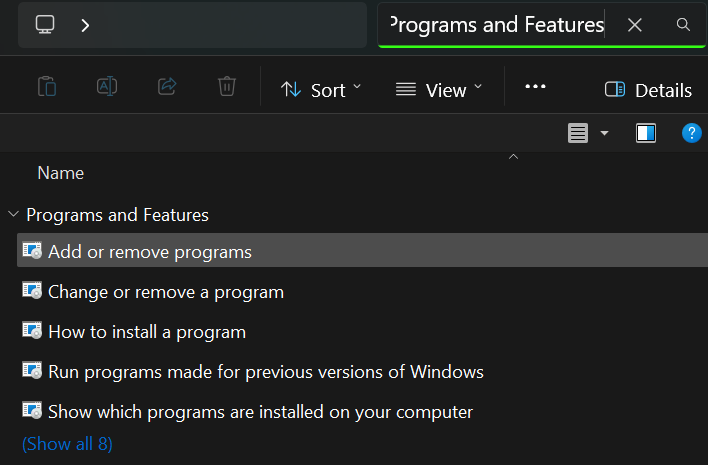 Programs and Features
Sort
View
Details
Name
Programs and Features
Add or remove programs
Change or remove a program
How to install a program
Run programs made for previous versions of Windows
Show which programs are installed on your computer
(Show all 8)